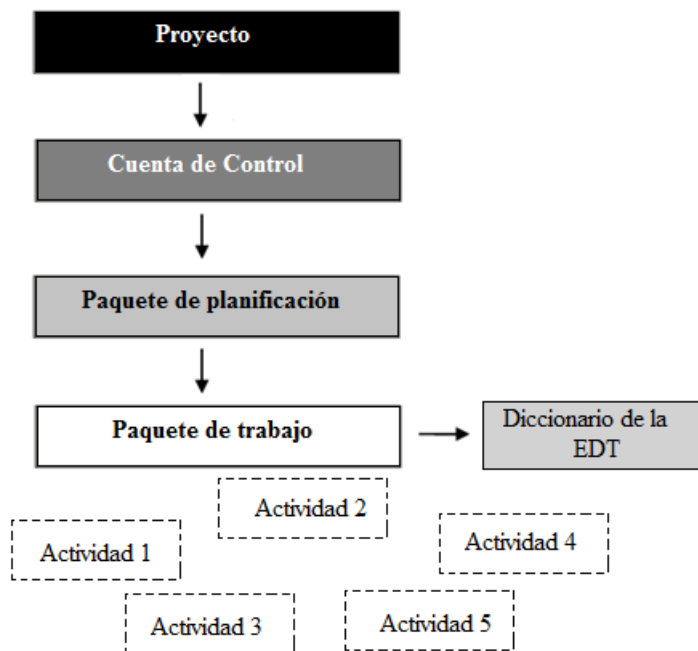 Proyecto
Cuenta de Control
Paquete de planificación
Paquete de trabajo
Diccionario de la
EDT
Actividad 2
Actividad 1
Actividad 4
Actividad 3
Actividad 5